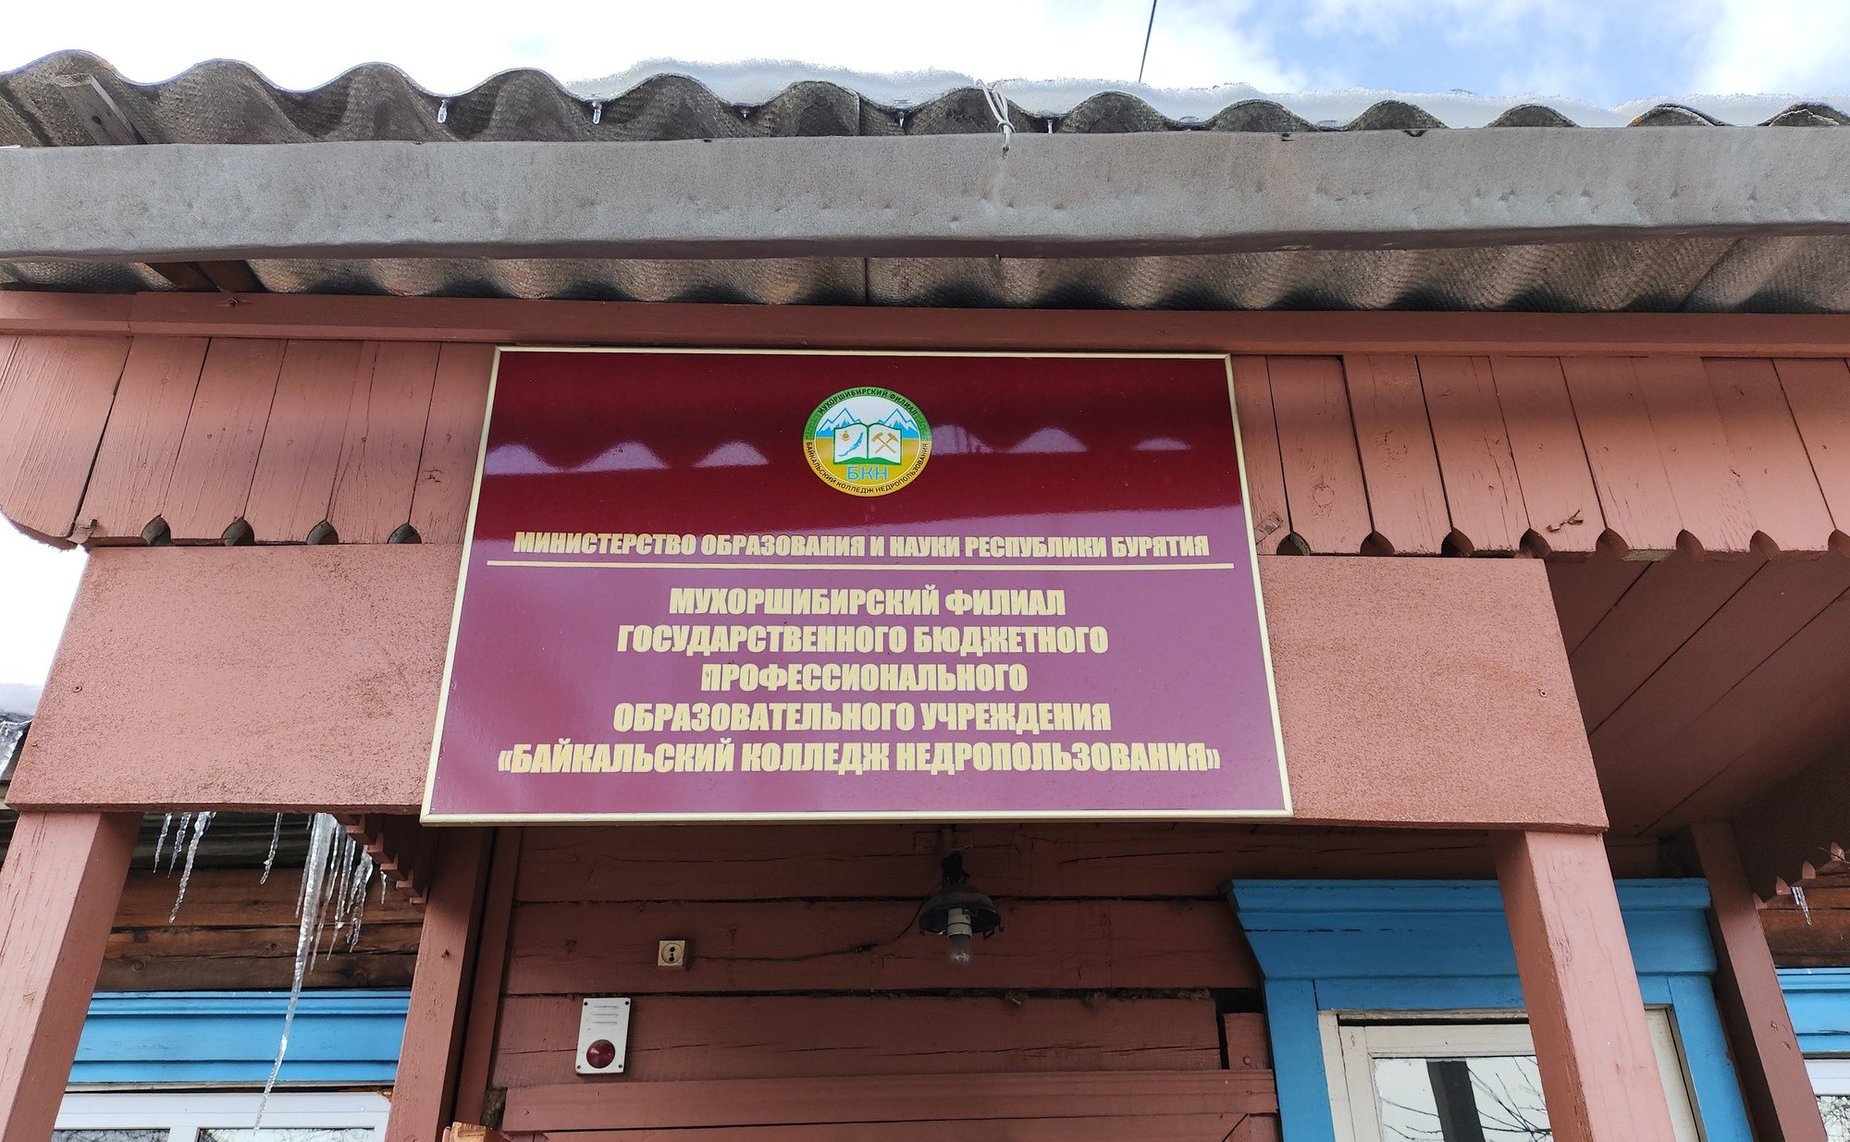 МУХОРШИБИРСКИЙ ФИЛИАЛ
БКН
БАЙКАЛЬСКИЙ КОЛЛЕДЖ НЕДРОПОЛЬЗОВАНИЯ
МИНИСТЕРСТВО ОБРАЗОВАНИЯ И НАУКИ РЕСПУБЛИКИ БУРЯТИЯ
МУХОРШИБИРСКИЙ ФИЛИАЛ
ГОСУДАРСТВЕННОГО БЮДЖЕТНОГО
ПРОФЕССИОНАЛЬНОГО
ОБРАЗОВАТЕЛЬНОГО УЧРЕЖДЕНИЯ
«БАЙКАЛЬСКИЙ КОЛЛЕДЖ НЕДРОПОЛЬЗОВАНИЯ»